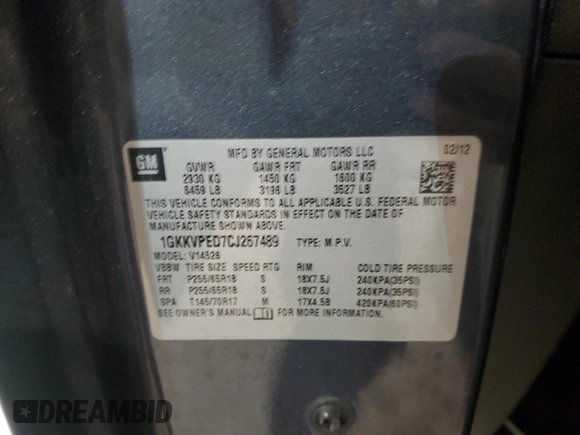 GM
MFD BY GENERAL MOTORS LLC 02/12
GVWR GAWR FRT GAWR RR
2930 KG 1450 KG 1600 KG
6459 LB 3196 LB 3527 LB
THIS VEHICLE CONFORMS TO ALL APPLICABLE U.S. FEDERAL MOTOR
VEHICLE SAFETY STANDARDS IN EFFECT ON THE DATE OF
MANUFACTURE SHOWN ABOVE.
1GKKVPED7CJ267489 TYPE: M.P.V.
MODEL: V14526
VBBW TIRE SIZE SPEED RTG RIM COLD TIRE PRESSURE
FRT P255/65R18 S 18X7.5J 240KPA(35PSI)
RR P255/65R18 S 18X7.5J 240KPA(35PSI)
SPA T145/70R17 M 17X4.5B 420KPA(60PSI)
SEE OWNER'S MANUAL FOR MORE INFORMATION.
DREAMBID